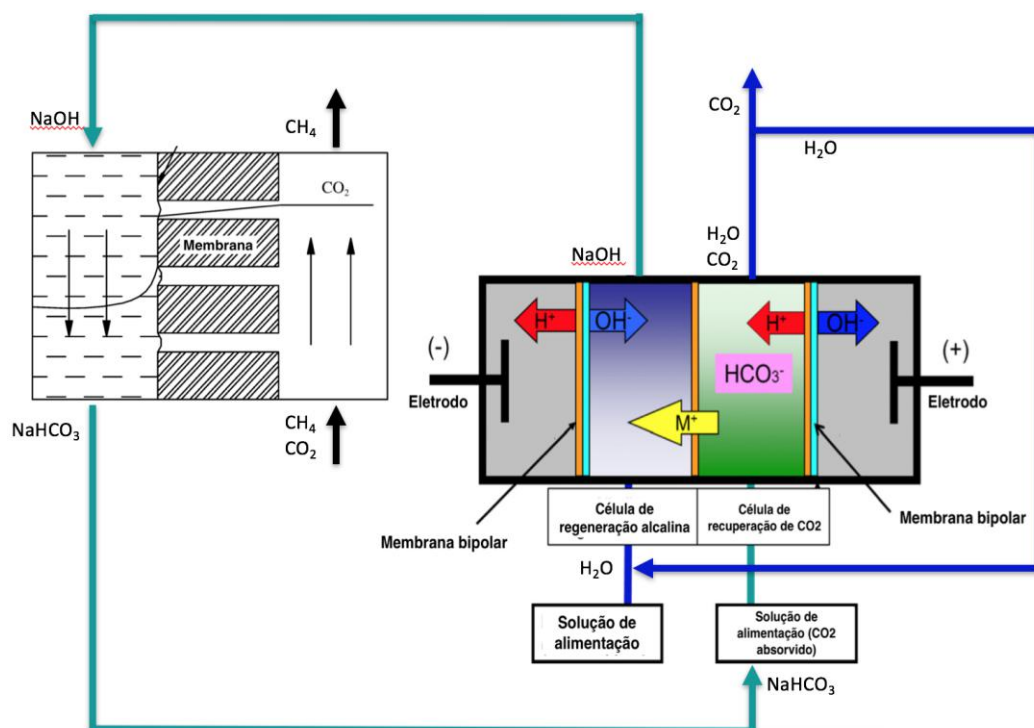 NaOH
CH₄
CO₂
Membrana
NaHCO₃
CH₄
CO₂
CO₂
H₂O
H₂O
CO₂
NaOH
H⁺
OH⁻
H⁺
OH⁻
(-)
(+)
HCO₃⁻
M⁺
Eletrodo
Eletrodo
Membrana bipolar
Membrana bipolar
Célula de
regeneração alcalina
Célula de
recuperação de CO2
H₂O
Solução de
alimentação
Solução de
alimentação (CO2
absorvido)
NaHCO₃